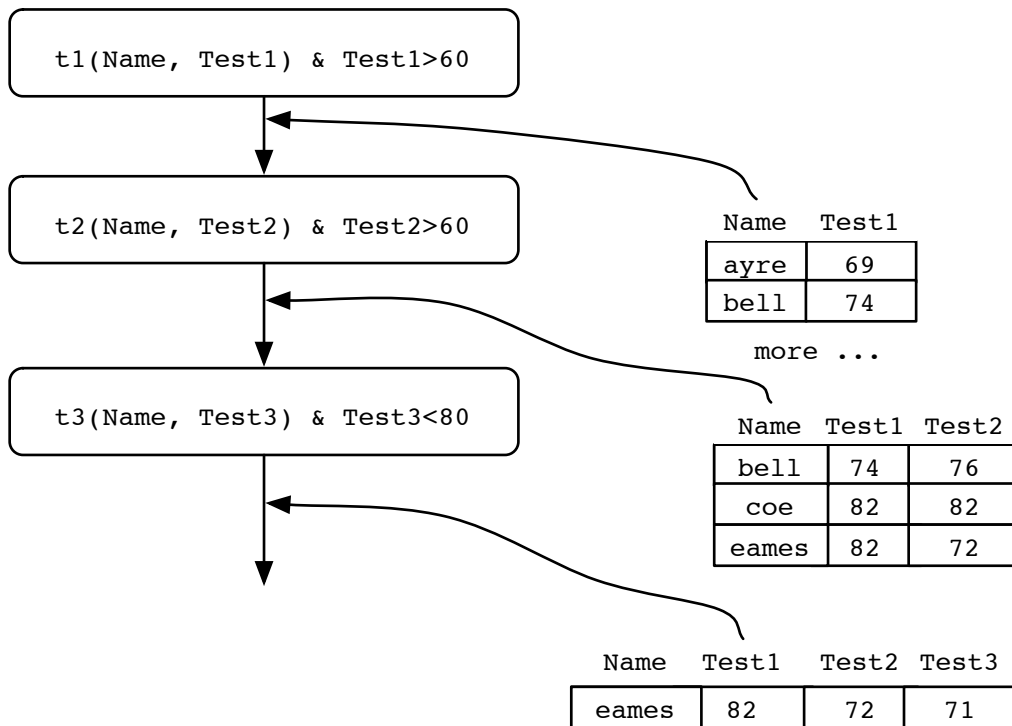 t1(Name, Test1) & Test1>60
t2(Name, Test2) & Test2>60
Name Test1
ayre 69
bell 74
more ...
t3(Name, Test3) & Test3<80
Name Test1 Test2
bell 74 76
coe 82 82
eames 82 72
Name Test1 Test2 Test3
eames 82 72 71